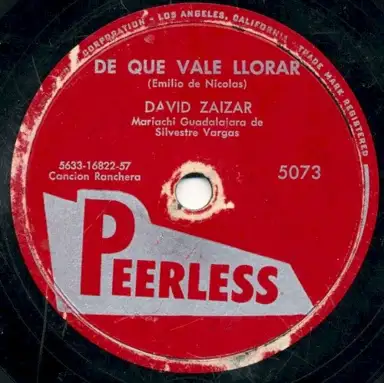 CORPORATION - LOS ANGELES, CALIFORNIA - TRADE MARK REGISTERED
DE QUE VALE LLORAR
(Emilio de Nicolas)
DAVID ZAIZAR
Mariachi Guadalajara de
Silvestre Vargas
5633-16822-57
Cancion Ranchera
5073
PEERLESS